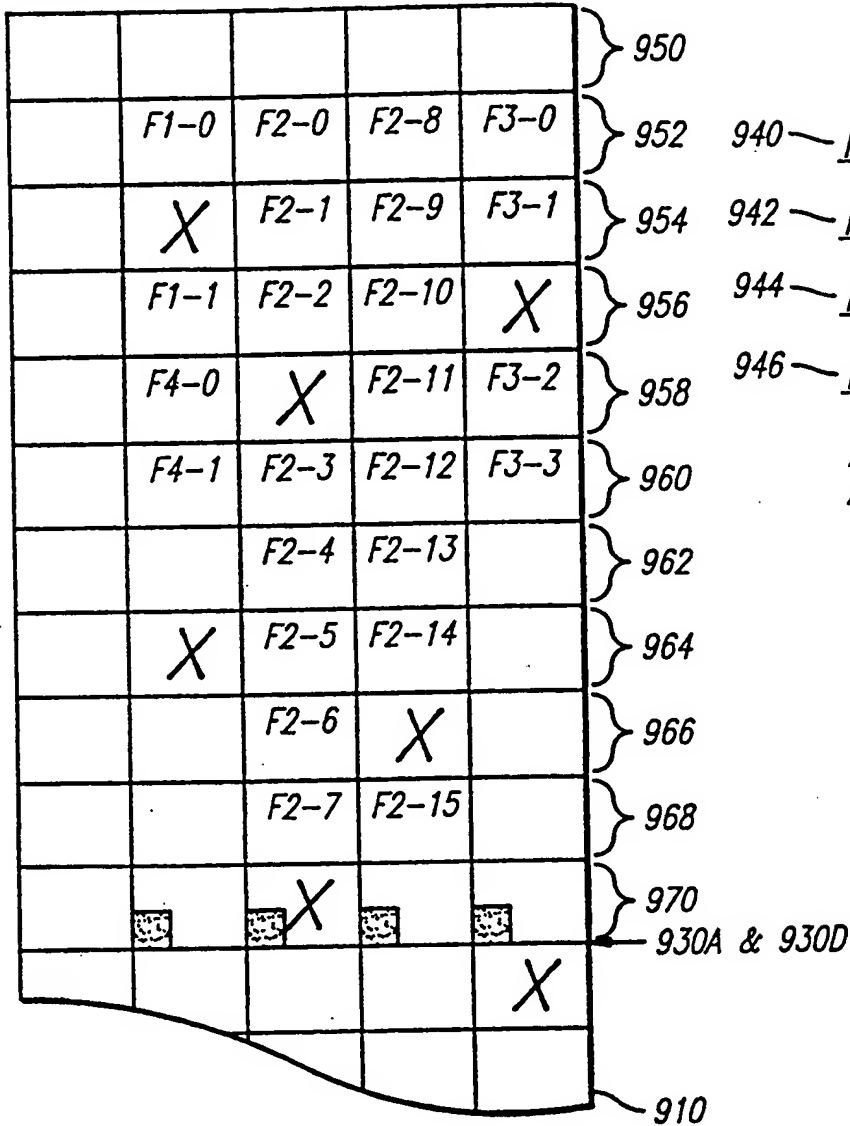 950
F1-0 F2-0 F2-8 F3-0 952 940
X F2-1 F2-9 F3-1 954 942
F1-1 F2-2 F2-10 X 956 944
F4-0 X F2-11 F3-2 958 946
F4-1 F2-3 F2-12 F3-3 960
F2-4 F2-13 962
X F2-5 F2-14 964
F2-6 X 966
F2-7 F2-15 968
X 970
930A & 930D
X
910